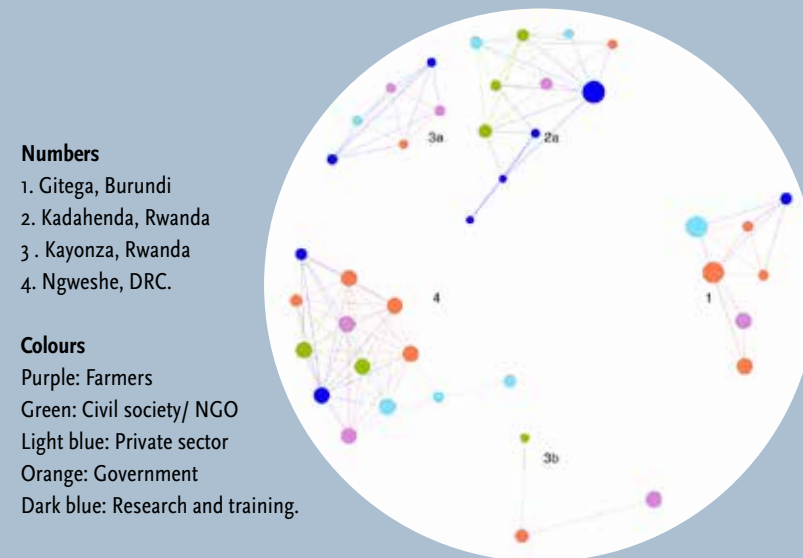 Numbers
1. Gitega, Burundi
2. Kadahenda, Rwanda
3 . Kayonza, Rwanda
4. Ngweshe, DRC.
Colours
Purple: Farmers
Green: Civil society/ NGO
Light blue: Private sector
Orange: Government
Dark blue: Research and training.
3a
2a
4
1
3b